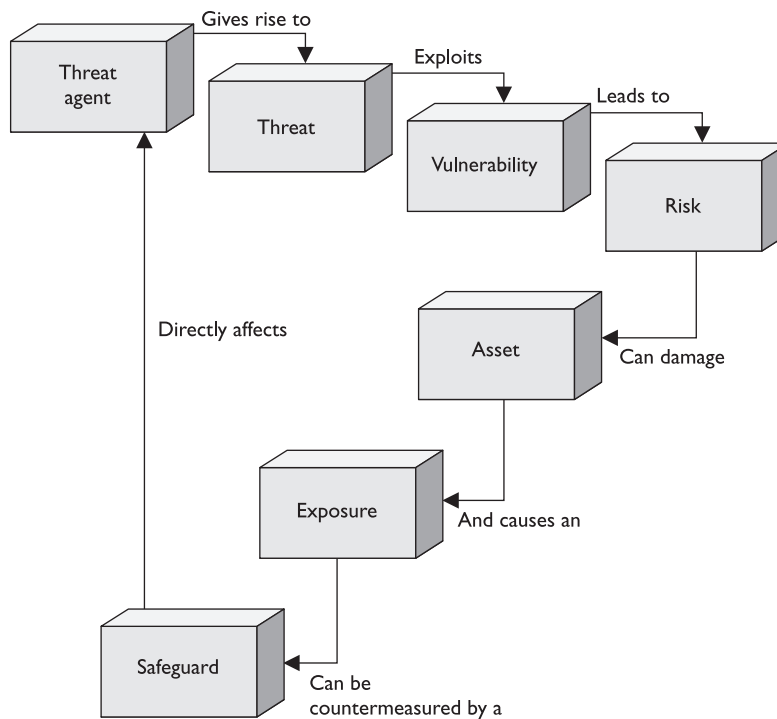 Gives rise to
Threat
agent
Exploits
Threat
Leads to
Vulnerability
Risk
Directly affects
Asset
Can damage
Exposure
And causes an
Safeguard
Can be
countermeasured by a